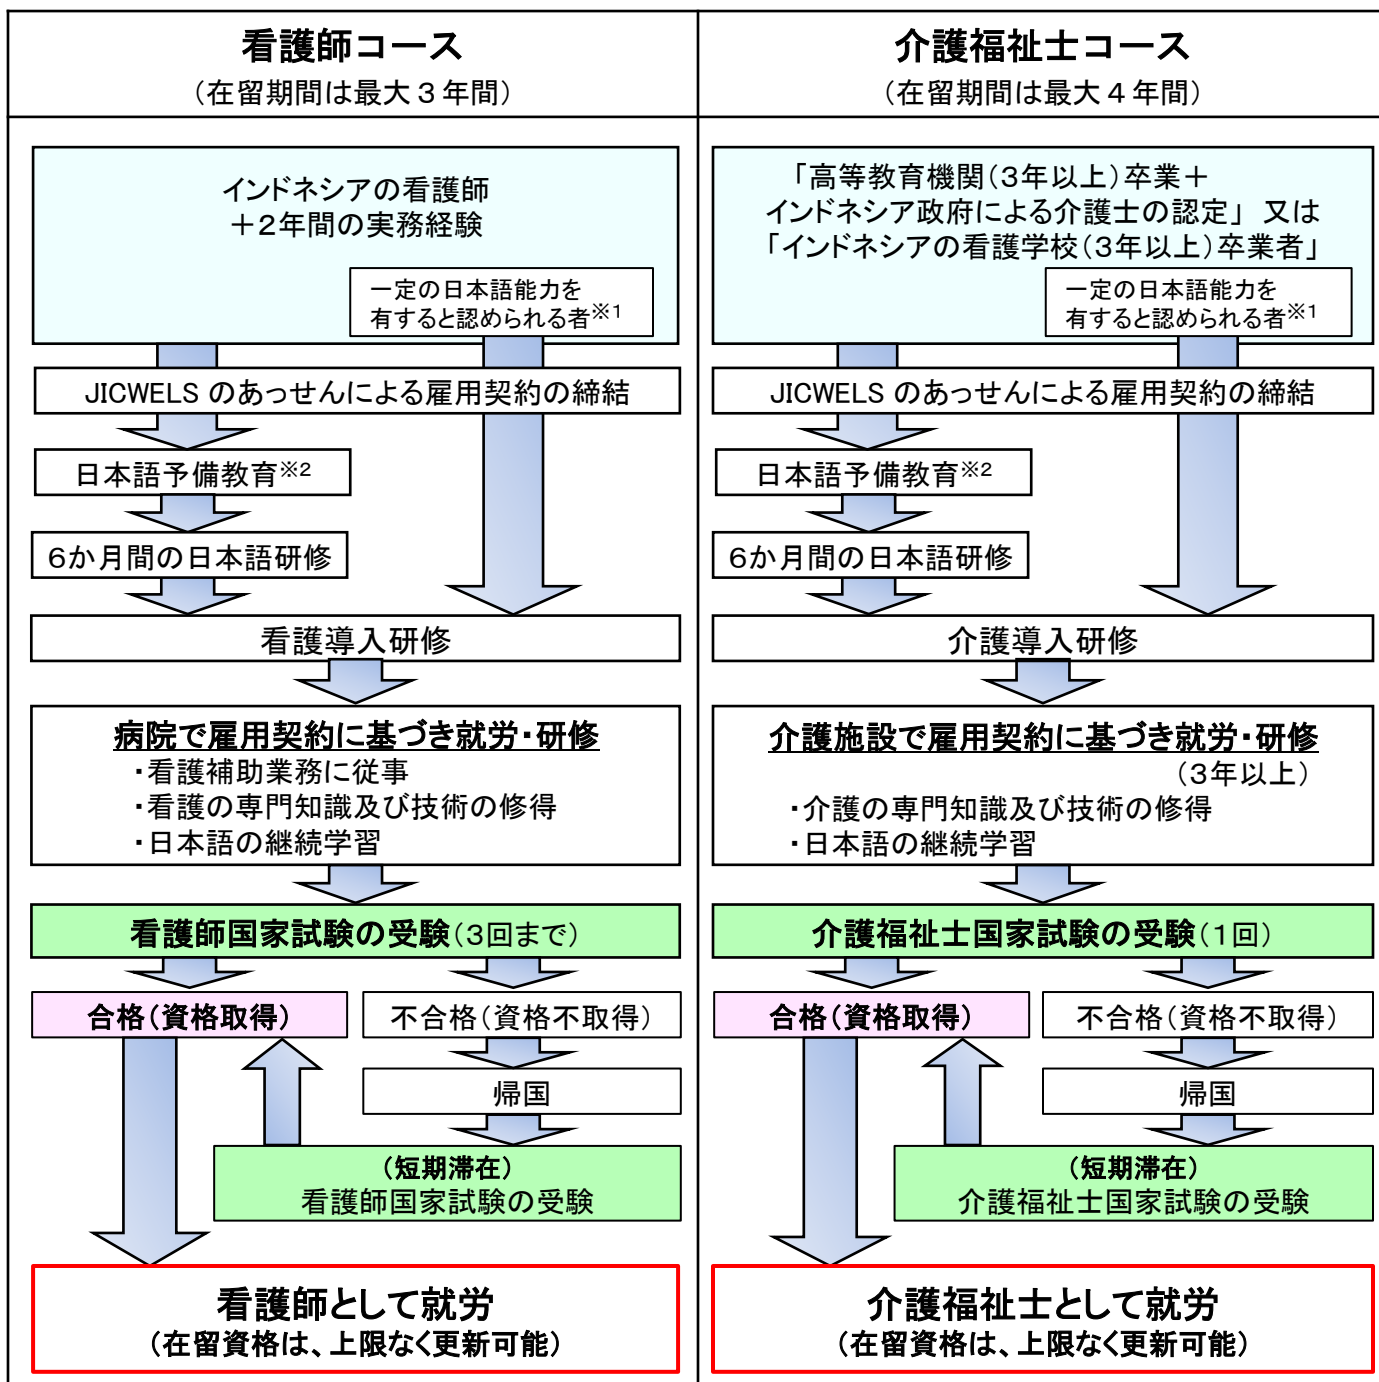 看護師コース
（在留期間は最大３年間）
インドネシアの看護師
＋2年間の実務経験
一定の日本語能力を
有すると認められる者※1
JICWELS のあっせんによる雇用契約の締結
日本語予備教育※2
6か月間の日本語研修
看護導入研修
病院で雇用契約に基づき就労・研修
・看護補助業務に従事
・看護の専門知識及び技術の修得
・日本語の継続学習
看護師国家試験の受験（3回まで）
合格（資格取得）
不合格（資格不取得）
帰国
（短期滞在）
看護師国家試験の受験
看護師として就労
（在留資格は、上限なく更新可能）
介護福祉士コース
（在留期間は最大４年間）
「高等教育機関（3年以上）卒業＋
インドネシア政府による介護士の認定」 又は
「インドネシアの看護学校（3年以上）卒業者」
一定の日本語能力を
有すると認められる者※1
JICWELS のあっせんによる雇用契約の締結
日本語予備教育※2
6か月間の日本語研修
介護導入研修
介護施設で雇用契約に基づき就労・研修
（3年以上）
・介護の専門知識及び技術の修得
・日本語の継続学習
介護福祉士国家試験の受験（1回）
合格（資格取得）
不合格（資格不取得）
帰国
（短期滞在）
介護福祉士国家試験の受験
介護福祉士として就労
（在留資格は、上限なく更新可能）